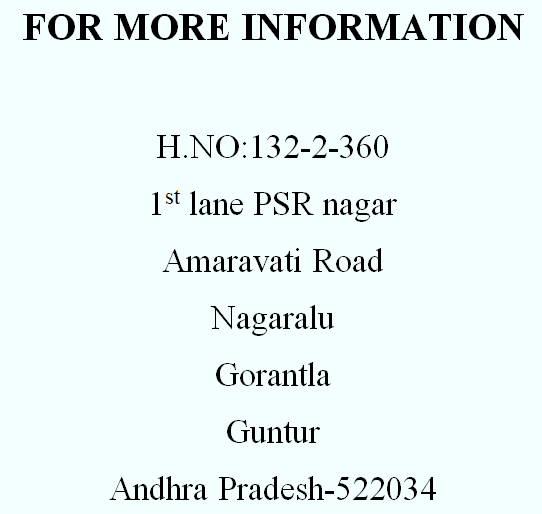 FOR MORE INFORMATION
H.NO:132-2-360
1st lane PSR nagar
Amaravati Road
Nagaralu
Gorantla
Guntur
Andhra Pradesh-522034